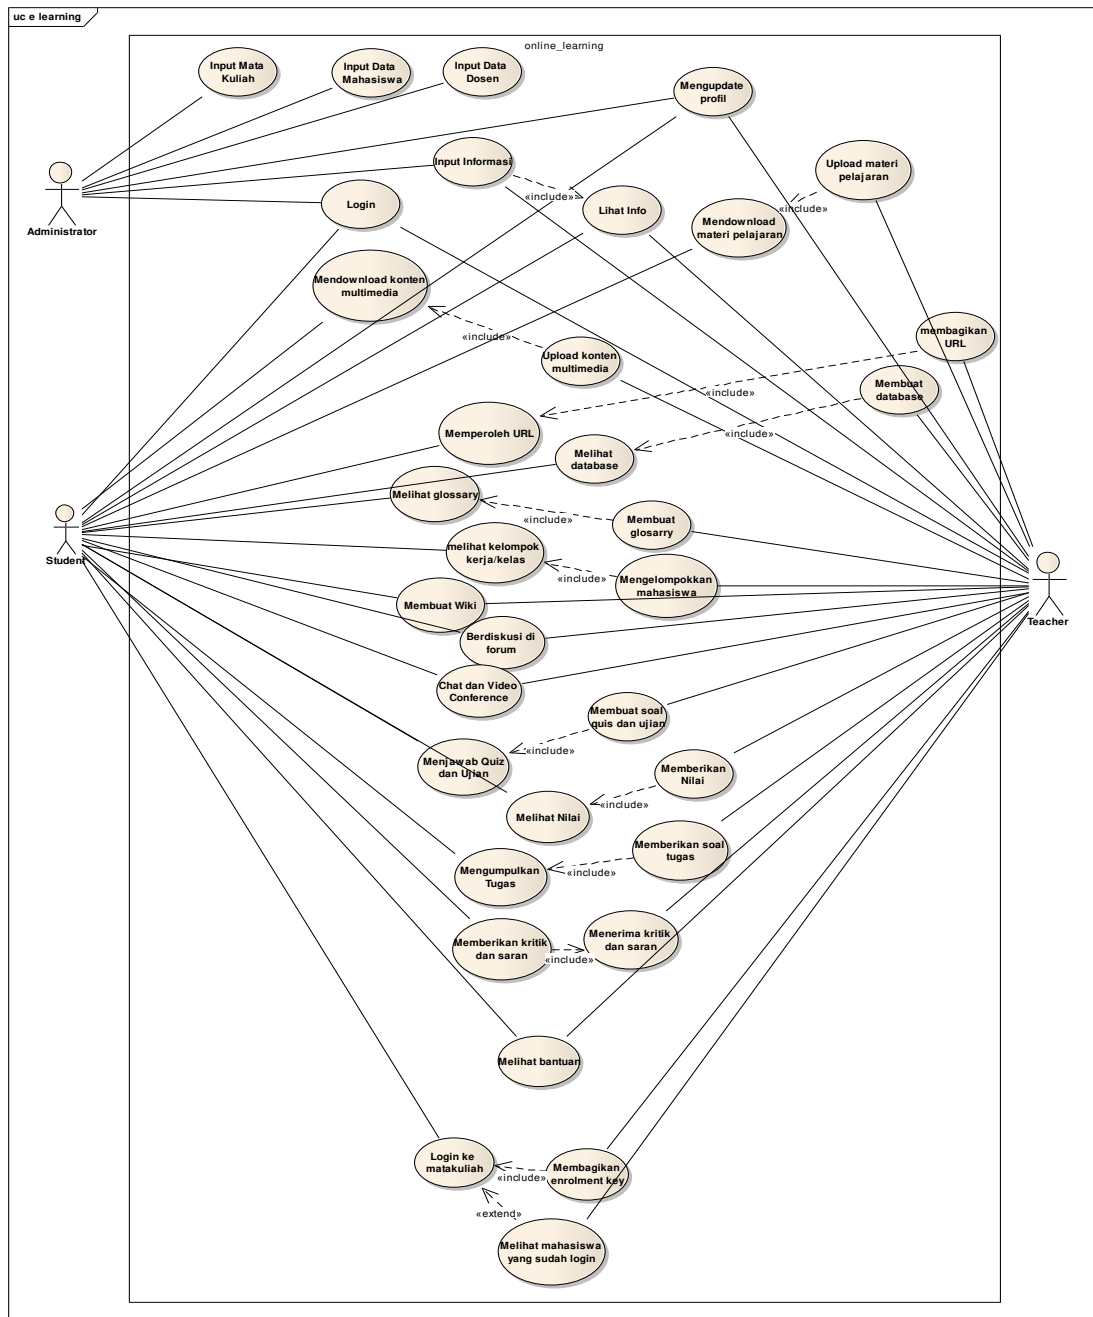 uc e learning
online_learning
Input Mata
Kuliah
Input Data
Mahasiswa
Input Data
Dosen
Mengupdate
profil
Input Informasi
«include»
Lihat Info
Upload materi
pelajaran
«include»
Mendownload
materi pelajaran
Administrator
Login
Mendownload konten
multimedia
«include»
Upload konten
multimedia
membagikan
URL
«include»
Membuat
database
«include»
Memperoleh URL
Melihat
database
Melihat glossary
«include»
Membuat
glosarry
melihat kelompok
kerja/kelas
«include»
Mengelompokkan
mahasiswa
Student
Teacher
Membuat Wiki
Berdiskusi di
forum
Chat dan Video
Conference
Membuat soal
quis dan ujian
«include»
Menjawab Quiz
dan Ujian
Memberikan
Nilai
«include»
Melihat Nilai
Memberikan soal
tugas
«include»
Mengumpulkan
Tugas
Memberikan kritik
dan saran
«include»
Menerima kritik
dan saran
Melihat bantuan
Login ke
matakuliah
«include»
Membagikan
enrolment key
«extend»
Melihat mahasiswa
yang sudah login